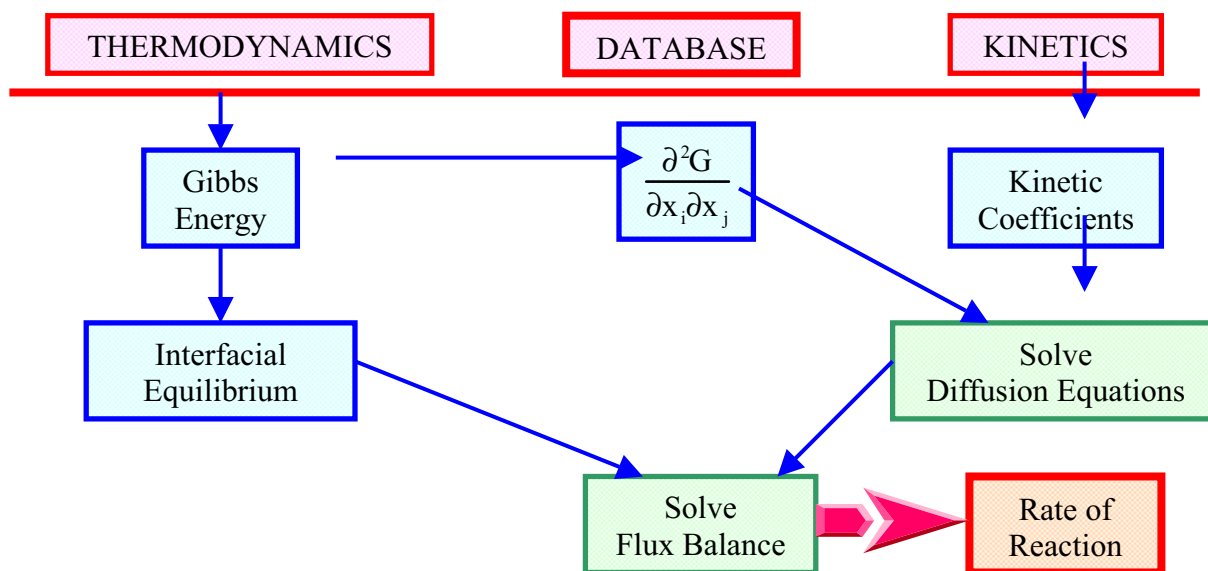 THERMODYNAMICS
DATABASE
KINETICS
Gibbs
Energy
∂²G
∂xᵢ∂xⱼ
Kinetic
Coefficients
Interfacial
Equilibrium
Solve
Diffusion Equations
Solve
Flux Balance
Rate of
Reaction